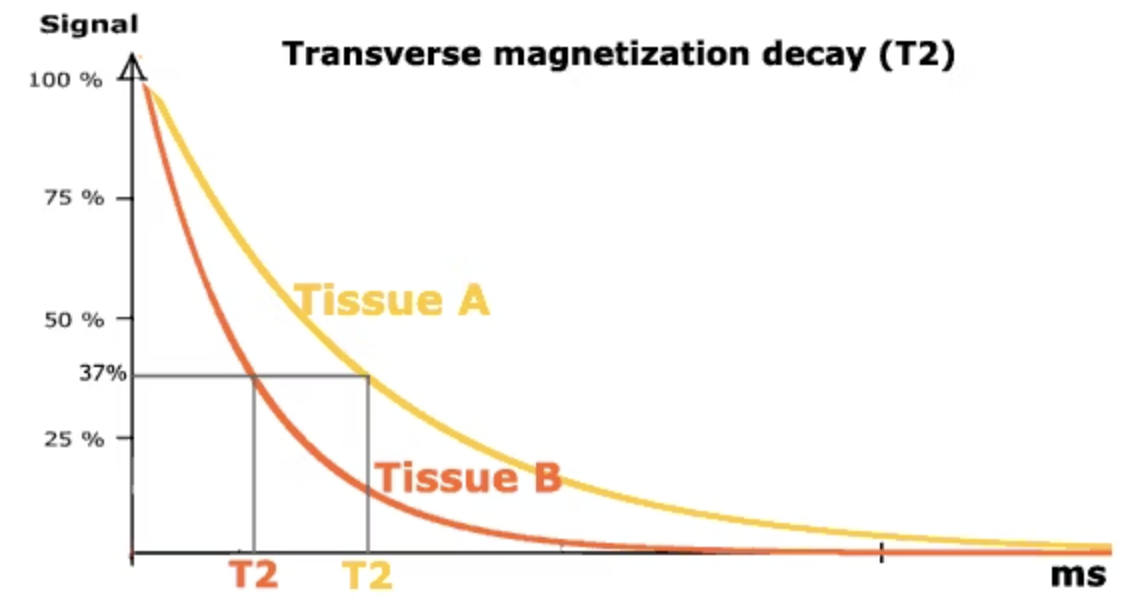 Signal
Transverse magnetization decay (T2)
100 %
75 %
Tissue A
50 %
37%
25 %
Tissue B
T2
T2
ms